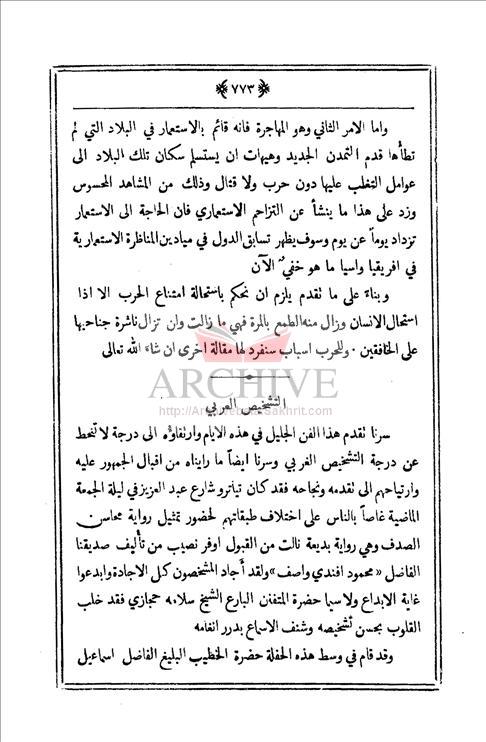 ﴿٧٧٣﴾
واما الامر الثاني وهو المهاجرة فانه قائم بالاستعمار في البلاد التي لم
تطأها قدم التمدن الجديد وهيهات ان يستسلم سكان تلك البلاد الى
عوامل التغلب عليها دون حرب ولا قتال وذلك من المشاهد المحسوس
وزد على هذا ما ينشأ عن التزاحم الاستعماري فان الحاجة الى الاستعمار
تزداد يوماً عن يوم وسوف يظهر تسابق الدول في ميادين المناظرة الاستعمارية
في افريقيا واسيا ما هو خفيٌ الآن
وبناءً على ما تقدم يلزم ان نحكم باستحالة امتناع الحرب الا اذا
استحال الانسان وزال منه الطمع بالمرة فهي ما زالت ولن تزال ناشرة جناحيها
على الخافقين · وللحرب اسباب سنفرد لها مقالة اخرى ان شاء الله تعالى
ARCHIVE
التشخيص العربي
سرنا تقدم هذا الفن الجليل في هذه الايام وارتقاؤه الى درجة لا تنحط
عن درجة التشخيص الغربي وسرنا ايضاً ما رايناه من اقبال الجمهور عليه
وارتياحهم الى تقدمه ونجاحه فقد كان تياترو شارع عبد العزيز في ليلة الجمعة
الماضية غاصاً بالناس على اختلاف طبقاتهم لحضور تمثيل رواية محاسن
الصدف وهي رواية بديعة نالت من القبول اوفر نصيب من تأليف صديقنا
الفاضل «محمود افندي واصف» ولقد أجاد المشخصون كل الاجادة وابدعوا
غاية الابداع ولا سيما حضرة المتفنن البارع الشيخ سلامه حجازي فقد خلب
القلوب بحسن تشخيصه وشنف الاسماع بدرر انغامه
وقد قام في وسط هذه الحفلة حضرة الخطيب البليغ الفاضل اسماعيل